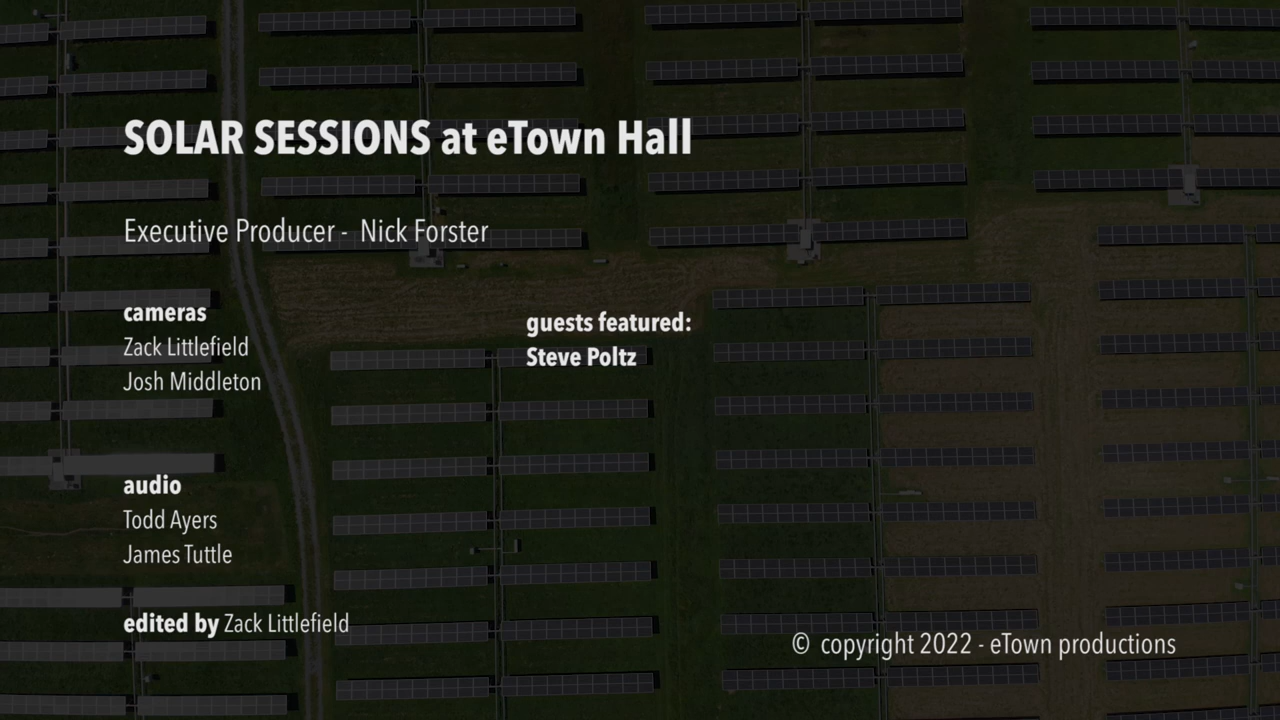 SOLAR SESSIONS at eTown Hall
Executive Producer - Nick Forster
cameras
Zack Littlefield
Josh Middleton
guests featured:
Steve Poltz
audio
Todd Ayers
James Tuttle
edited by Zack Littlefield
© copyright 2022 - eTown productions